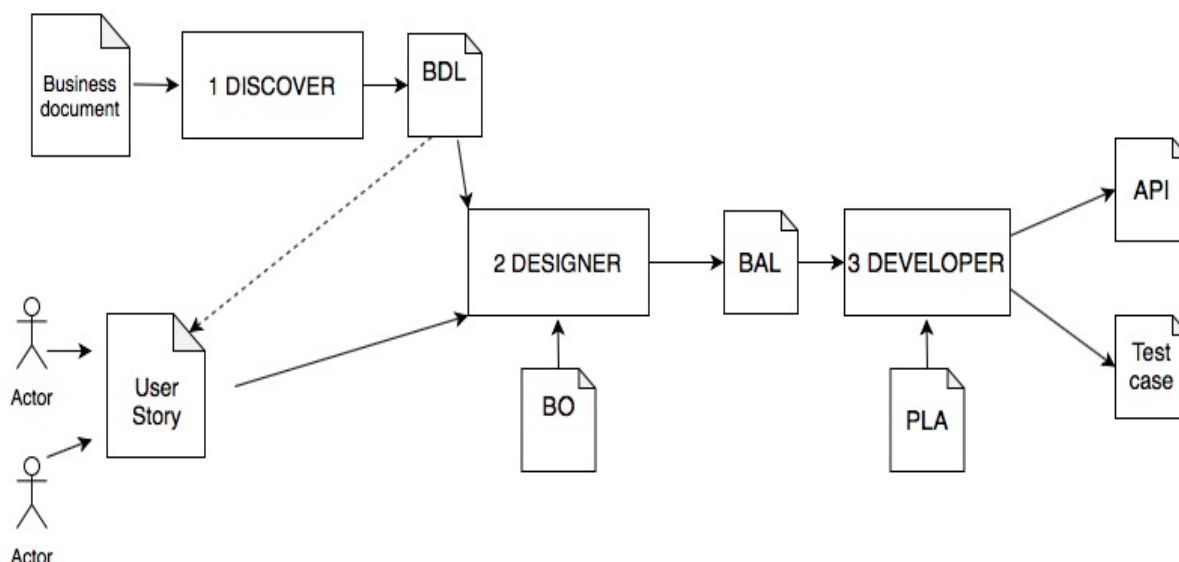 Business
document
1 DISCOVER
BDL
2 DESIGNER
BAL
3 DEVELOPER
API
Test
case
Actor
User
Story
BO
PLA
Actor